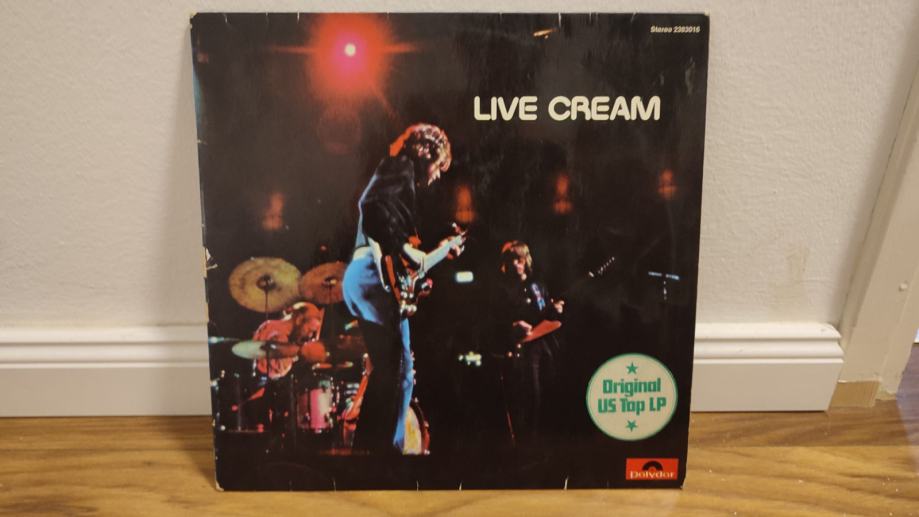 Stereo 2383016
LIVE CREAM
Original
US Top LP
polydor